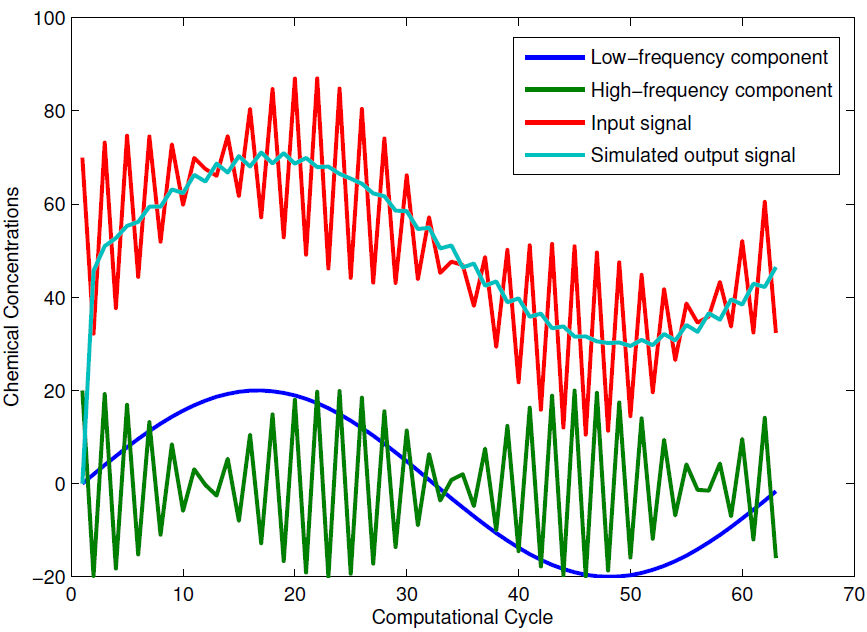 100
80
60
40
20
0
−20
0 10 20 30 40 50 60 70
Chemical Concentrations
Computational Cycle
Low−frequency component
High−frequency component
Input signal
Simulated output signal